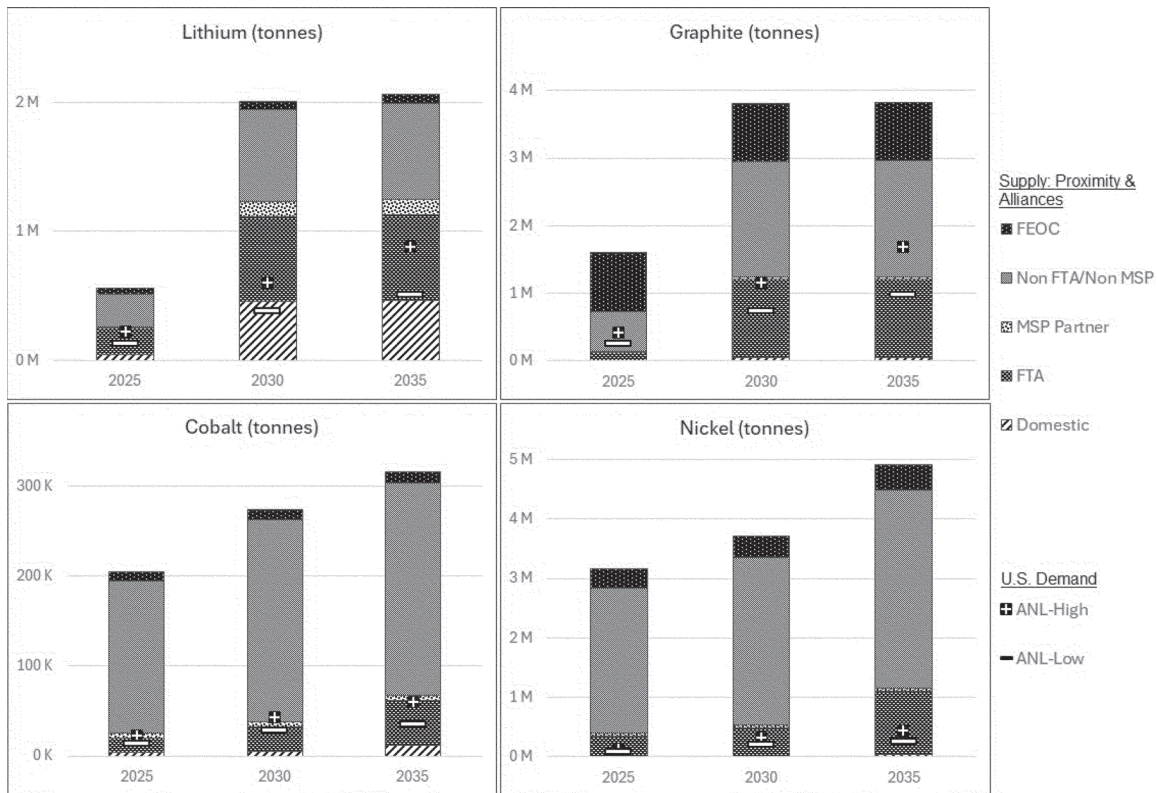 Lithium (tonnes)
2 M
1 M
0 M
2025
2030
2035
Graphite (tonnes)
4 M
3 M
2 M
1 M
0 M
2025
2030
2035
Cobalt (tonnes)
300 K
200 K
100 K
0 K
2025
2030
2035
Nickel (tonnes)
5 M
4 M
3 M
2 M
1 M
0 M
2025
2030
2035
Supply: Proximity &
Alliances
FEOC
Non FTA/Non MSP
MSP Partner
FTA
Domestic
U.S. Demand
ANL-High
ANL-Low